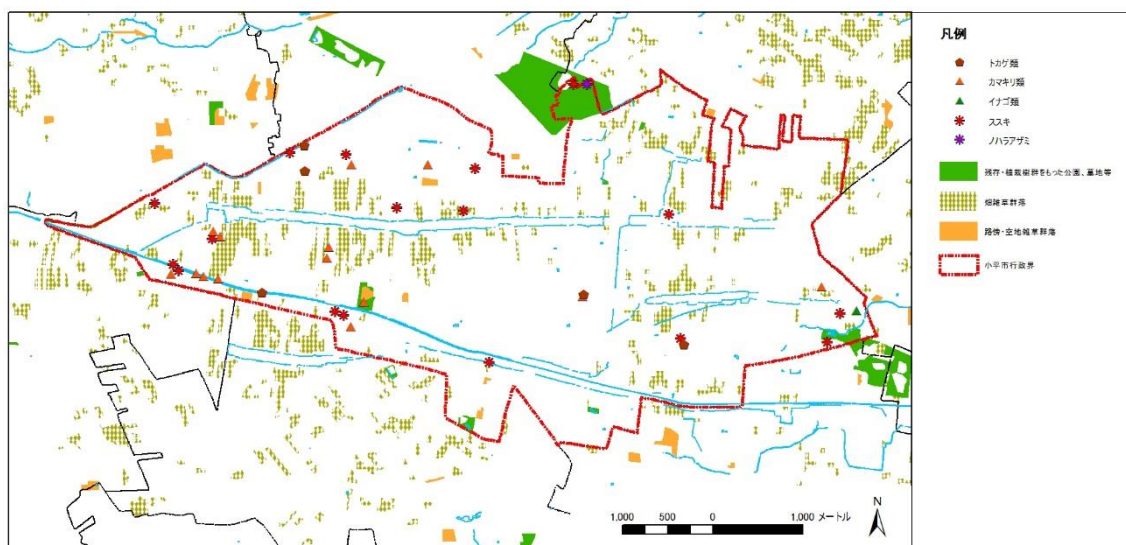 凡例
トカゲ類
カマキリ類
イナゴ類
ススキ
ノハラアザミ
残存・植栽樹群をもった公園、墓地等
畑雑草群落
路傍・空地雑草群落
小平市行政界
N
1,000 500 0 1,000 メートル